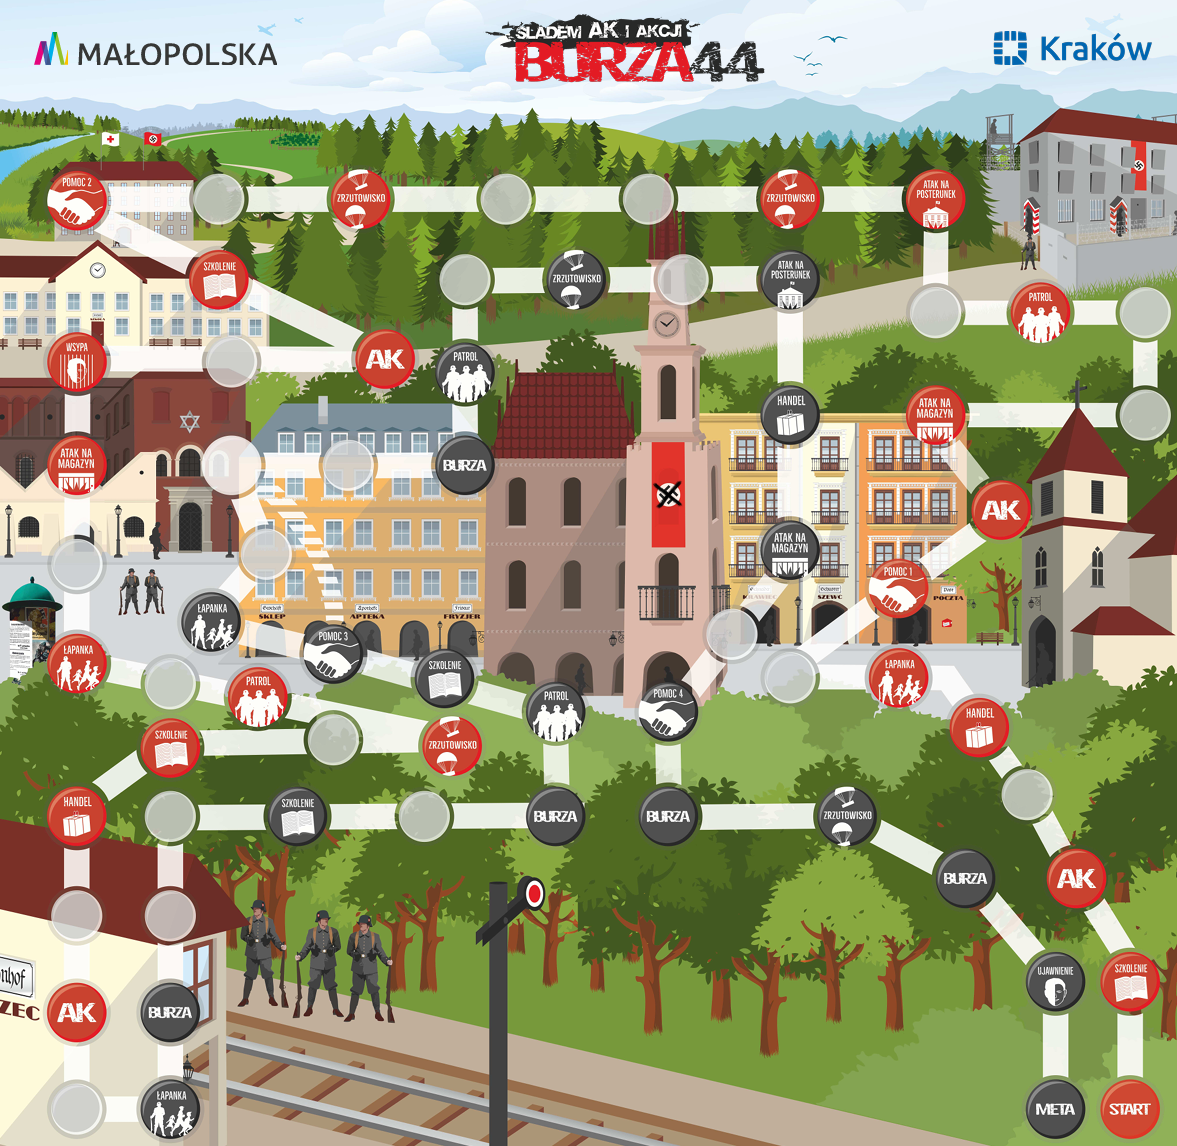 MAŁOPOLSKA
ŚLADEM AK I AKCJI
BURZA 44
Kraków
POMOC 2
ZRZUTOWISKO
ZRZUTOWISKO
ATAK NA
POSTERUNEK
SZKOLENIE
ZRZUTOWISKO
ATAK NA
POSTERUNEK
PATROL
WSYPA
AK
PATROL
HANDEL
ATAK NA
MAGAZYN
ATAK NA
MAGAZYN
BURZA
AK
ATAK NA
MAGAZYN
POMOC 1
SKLEP
APTEKA
FRYZJER
SZEWC
POCZTA
ŁAPANKA
POMOC 3
ŁAPANKA
SZKOLENIE
ŁAPANKA
PATROL
PATROL
POMOC 4
HANDEL
SZKOLENIE
ZRZUTOWISKO
HANDEL
SZKOLENIE
BURZA
BURZA
ZRZUTOWISKO
BURZA
AK
nhof
ZEC
UJAWNIENIE
SZKOLENIE
AK
BURZA
ŁAPANKA
META
START